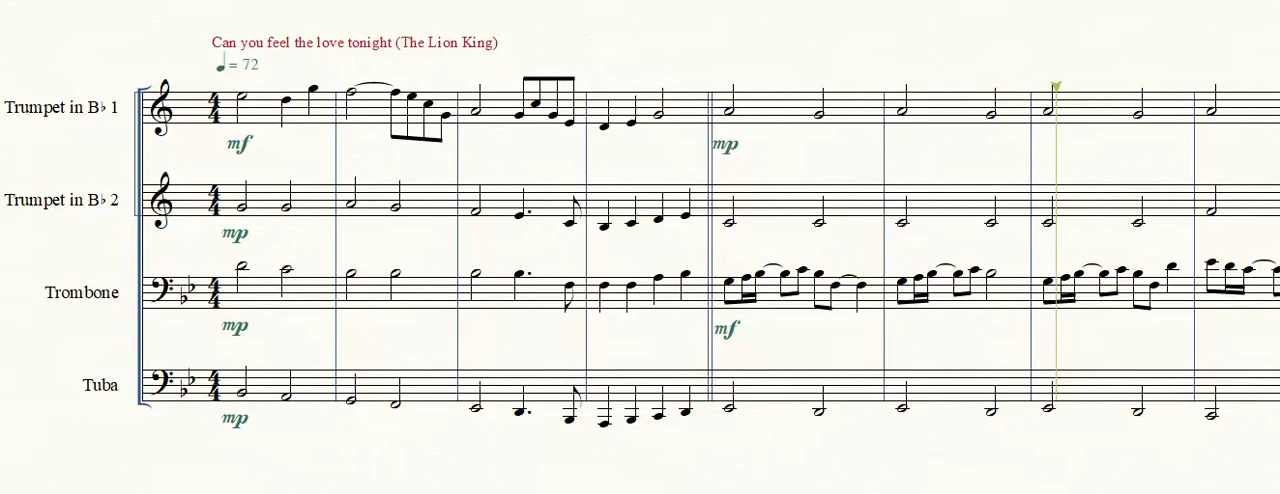 Can you feel the love tonight (The Lion King)
♩ = 72
Trumpet in B♭ 1
mf
mp
Trumpet in B♭ 2
mp
Trombone
mp
mf
Tuba
mp